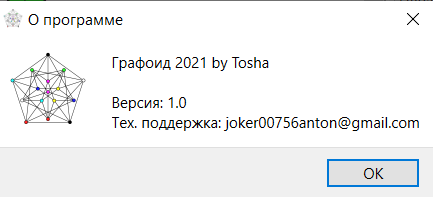 О программе
Графоид 2021 by Tosha
Версия: 1.0
Тех. поддержка: joker00756anton@gmail.com
OK